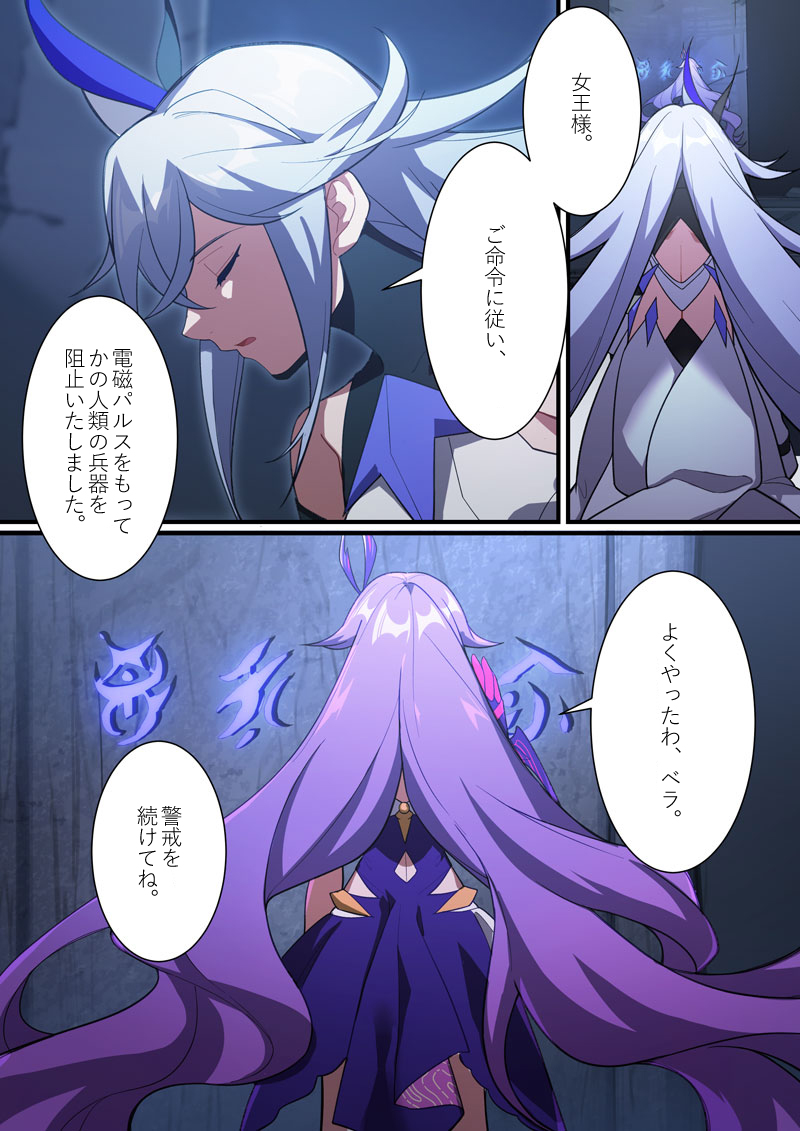 女王様。
ご命令に従い、
電磁パルスをもって
かの人類の兵器を
阻止いたしました。
よくやったわ、ベラ。
警戒を
続けてね。